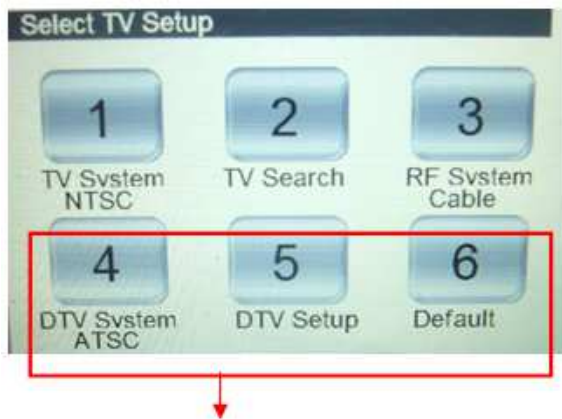 Select TV Setup
1 2 3
TV System TV Search RF System
NTSC Cable
4 5 6
DTV System DTV Setup Default
ATSC